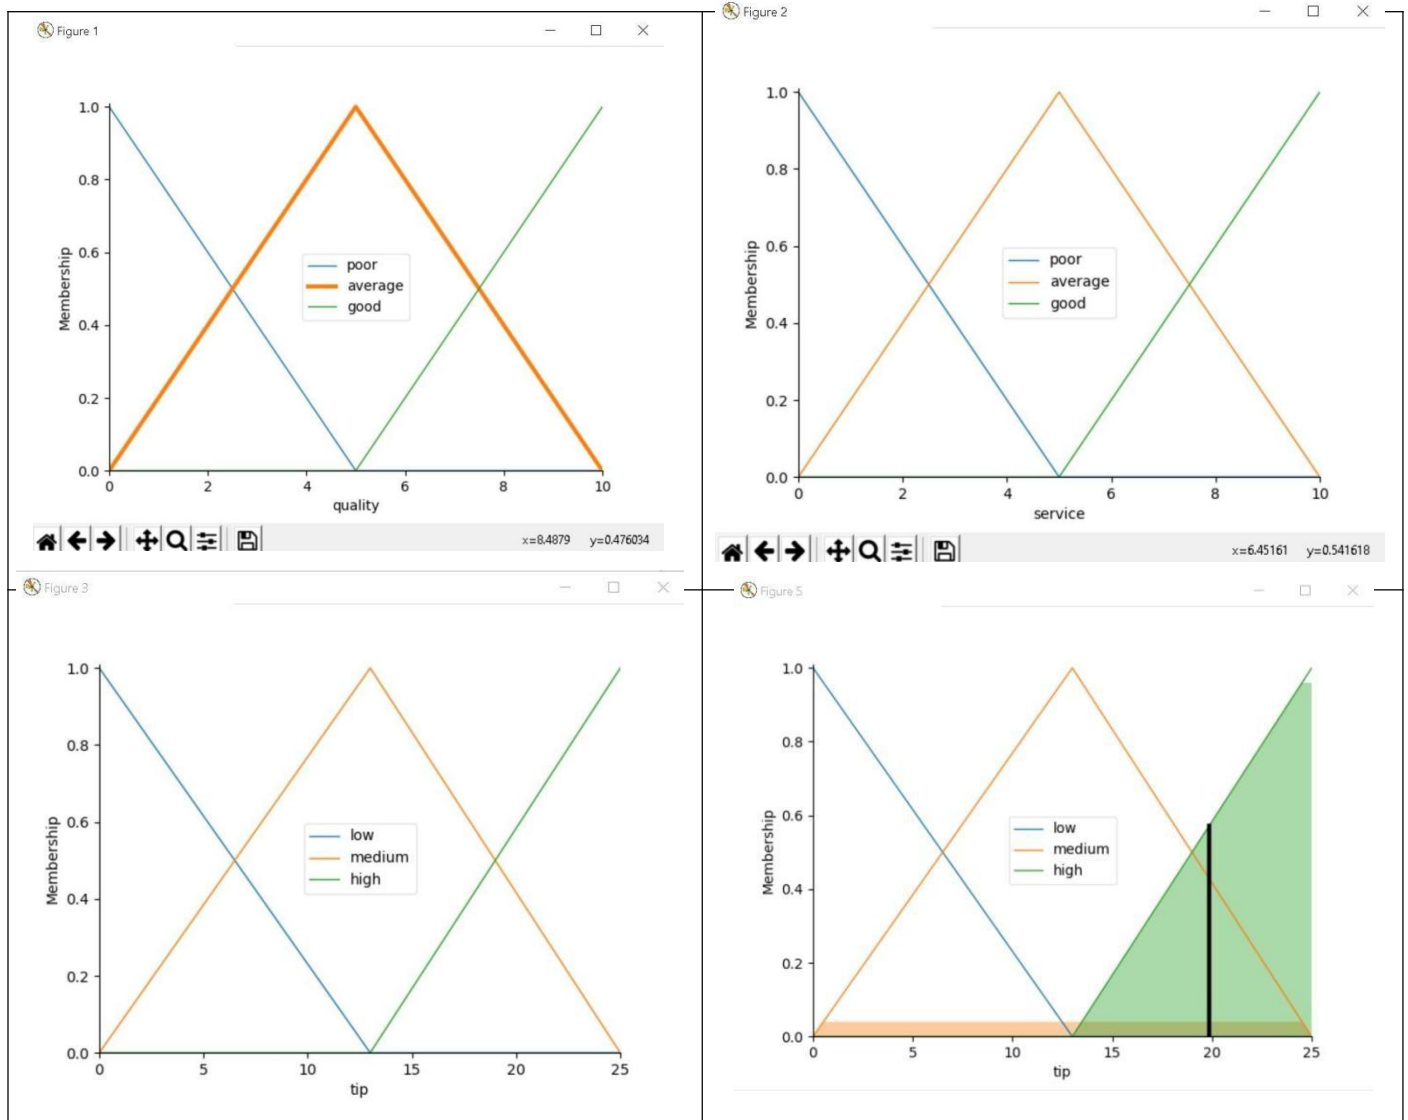 Figure 1
1.0
0.8
0.6
0.4
0.2
0.0
Membership
poor
average
good
0 2 4 6 8 10
quality
x=8.4879 y=0.476034
Figure 2
1.0
0.8
0.6
0.4
0.2
0.0
Membership
poor
average
good
0 2 4 6 8 10
service
x=6.45161 y=0.541618
Figure 3
1.0
0.8
0.6
0.4
0.2
0.0
Membership
low
medium
high
0 5 10 15 20 25
tip
Figure 5
1.0
0.8
0.6
0.4
0.2
0.0
Membership
low
medium
high
0 5 10 15 20 25
tip